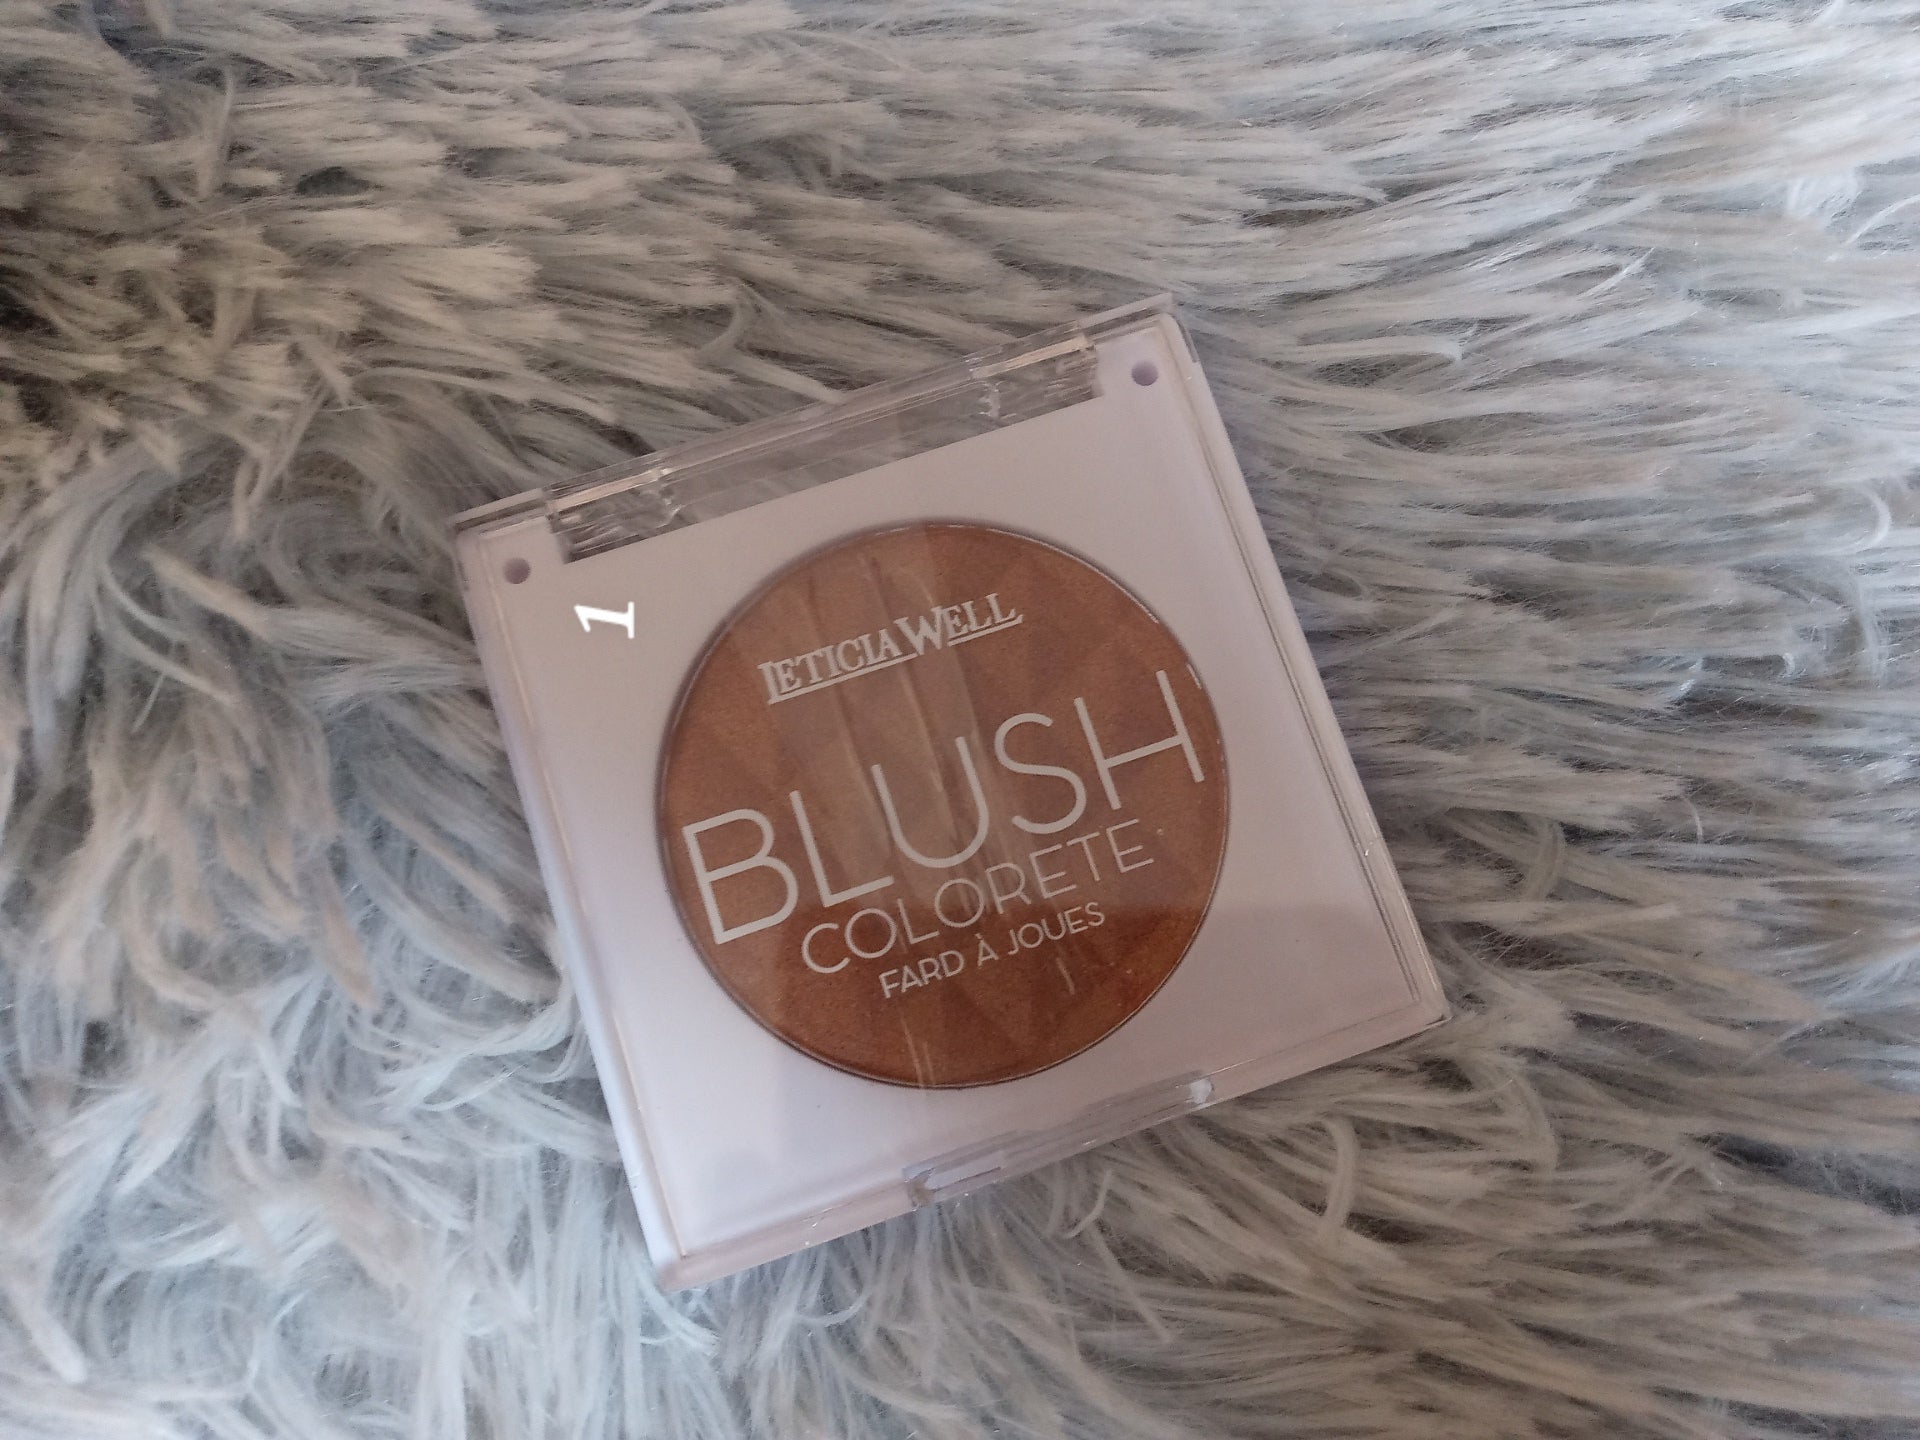 1
LETICIA WELL
BLUSH
COLORETE
FARD À JOUES